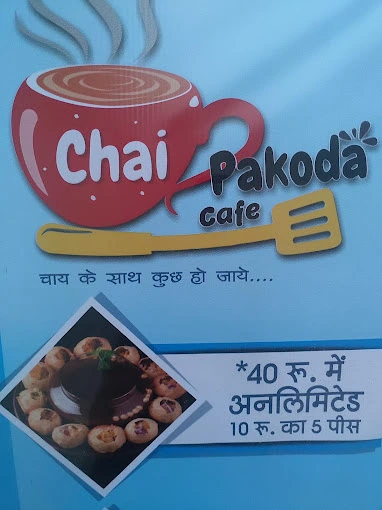 Chai
Pakoda
Cafe
चाय के साथ कुछ हो जाये....
*40 रू. में
अनलिमिटेड
10 रू. का 5 पीस